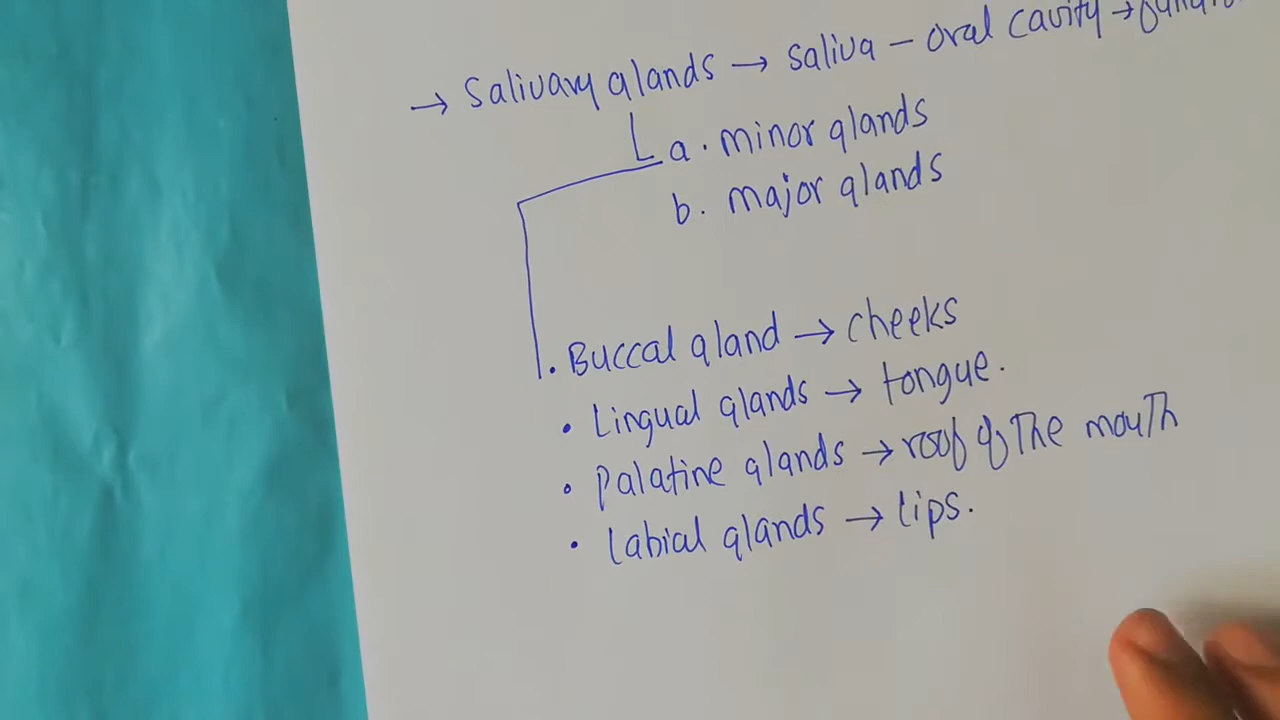 → Salivary glands → saliva - oral cavity →
a. minor glands
b. major glands
• Buccal gland → cheeks
• Lingual glands → tongue.
• Palatine glands → roof of The mouth
• Labial glands → lips.